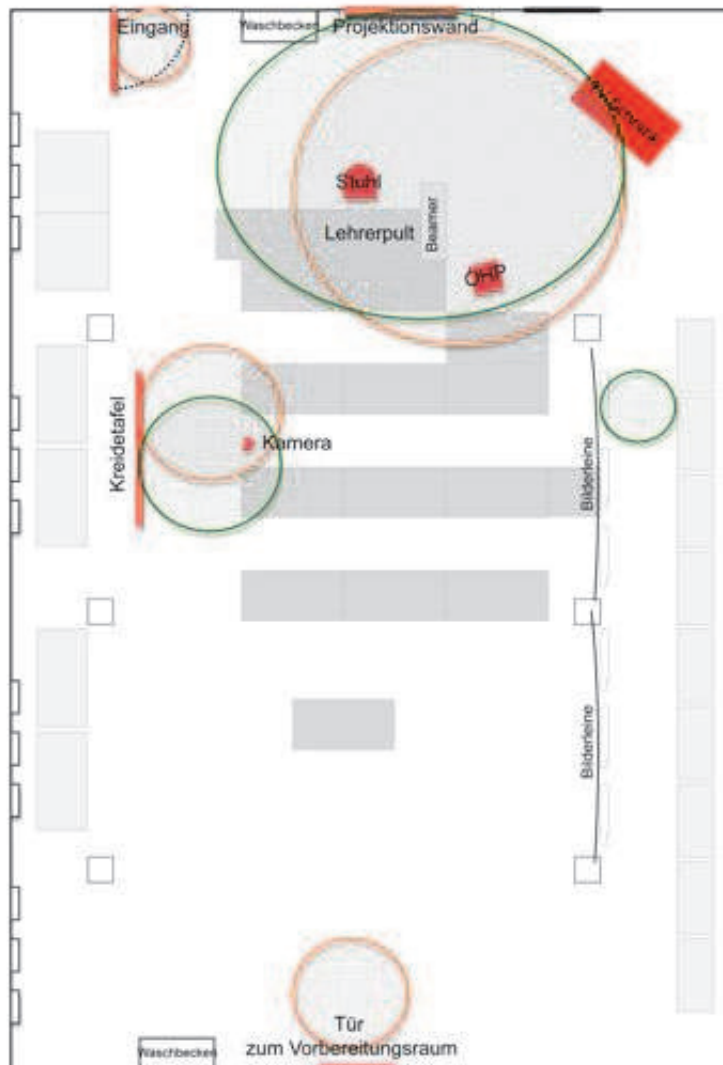 Eingang
Waschbecken
Projektionswand
Stuhl
Lehrerpult
Beamer
OHP
Kreidetafel
Kamera
Bilderleine
Bilderleine
Tür
zum Vorbereitungsraum
Waschbecken